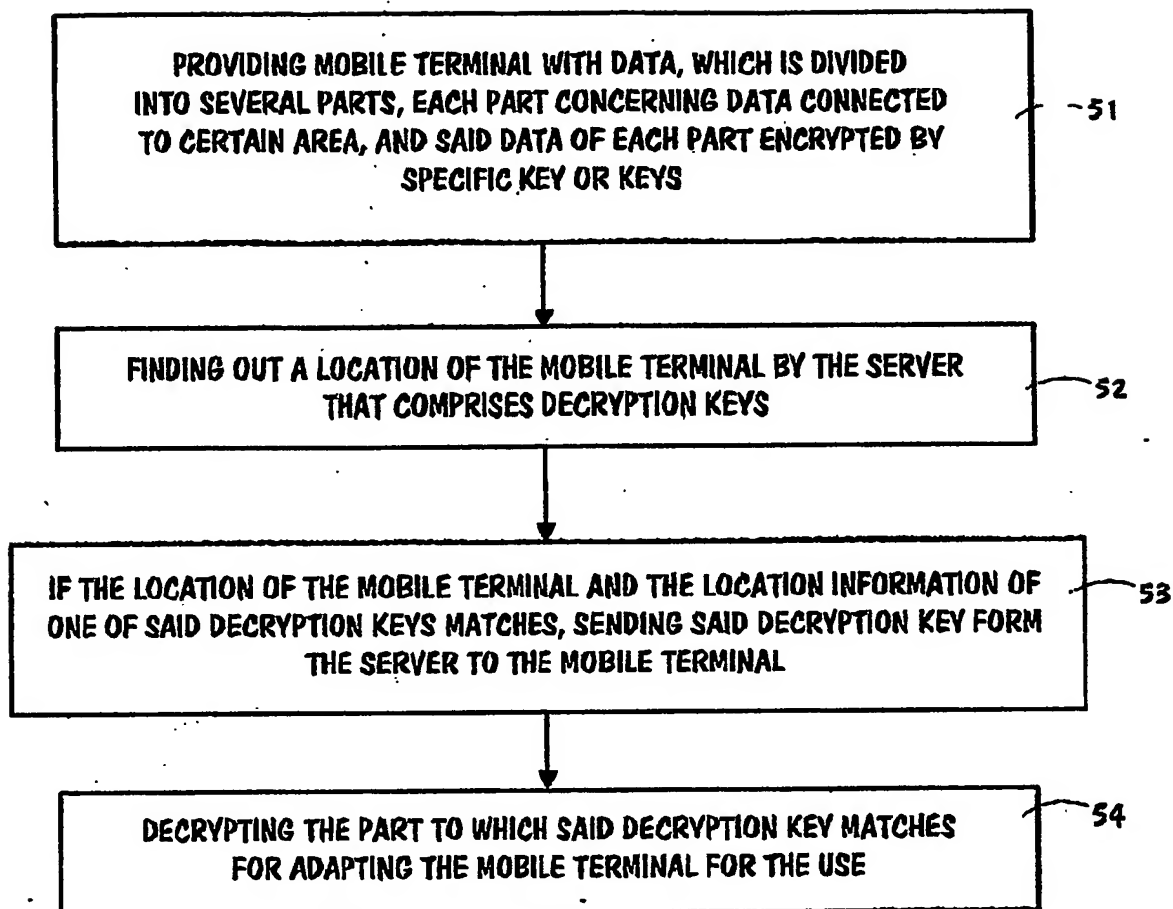 PROVIDING MOBILE TERMINAL WITH DATA, WHICH IS DIVIDED
INTO SEVERAL PARTS, EACH PART CONCERNING DATA CONNECTED
TO CERTAIN AREA, AND SAID DATA OF EACH PART ENCRYPTED BY
SPECIFIC KEY OR KEYS
51
FINDING OUT A LOCATION OF THE MOBILE TERMINAL BY THE SERVER
THAT COMPRISES DECRYPTION KEYS
52
IF THE LOCATION OF THE MOBILE TERMINAL AND THE LOCATION INFORMATION OF
ONE OF SAID DECRYPTION KEYS MATCHES, SENDING SAID DECRYPTION KEY FORM
THE SERVER TO THE MOBILE TERMINAL
53
DECRYPTING THE PART TO WHICH SAID DECRYPTION KEY MATCHES
FOR ADAPTING THE MOBILE TERMINAL FOR THE USE
54